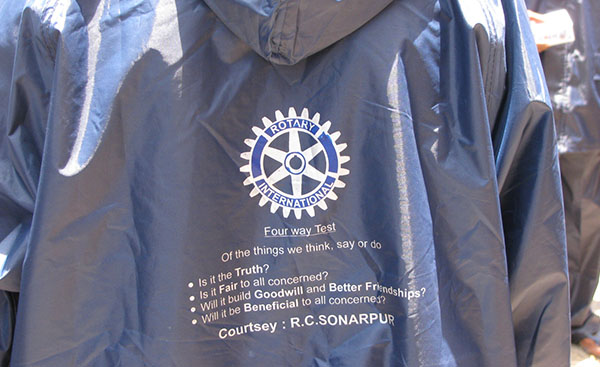 ROTARY
INTERNATIONAL
Four way Test
Of the things we think, say or do
• Is it the Truth?
• Is it Fair to all concerned?
• Will it build Goodwill and Better Friendships?
• Will it be Beneficial to all concerned?
Courtsey : R.C.SONARPUR